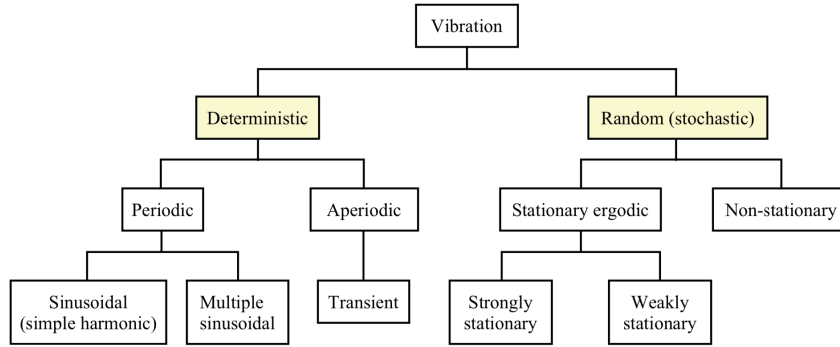 Vibration
Deterministic
Random (stochastic)
Periodic
Aperiodic
Stationary ergodic
Non-stationary
Sinusoidal
(simple harmonic)
Multiple
sinusoidal
Transient
Strongly
stationary
Weakly
stationary